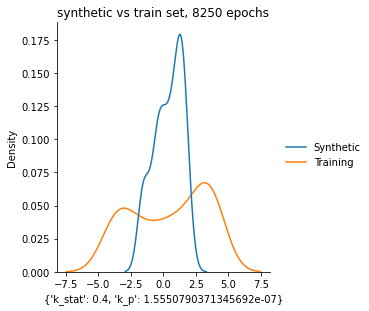 synthetic vs train set, 8250 epochs
0.175
0.150
0.125
0.100
0.075
0.050
0.025
0.000
Density
Synthetic
Training
−7.5 −5.0 −2.5 0.0 2.5 5.0 7.5
{'k_stat': 0.4, 'k_p': 1.5550790371345692e-07}